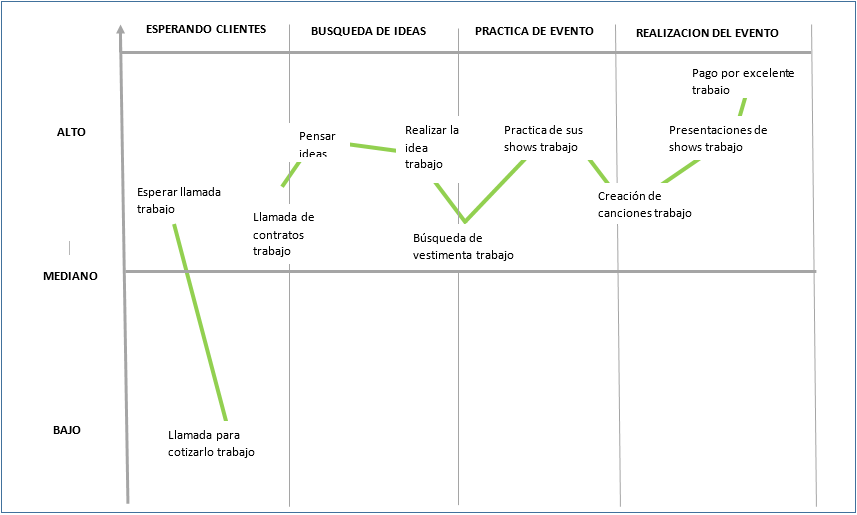 ESPERANDO CLIENTES
BUSQUEDA DE IDEAS
PRACTICA DE EVENTO
REALIZACION DEL EVENTO
ALTO
MEDIANO
BAJO
Esperar llamada
trabajo
Llamada para
cotizarlo trabajo
Llamada de
contratos
trabajo
Pensar
ideas
Realizar la
idea
trabajo
Búsqueda de
vestimenta trabajo
Practica de sus
shows trabajo
Creación de
canciones trabajo
Presentaciones de
shows trabajo
Pago por excelente
trabajo